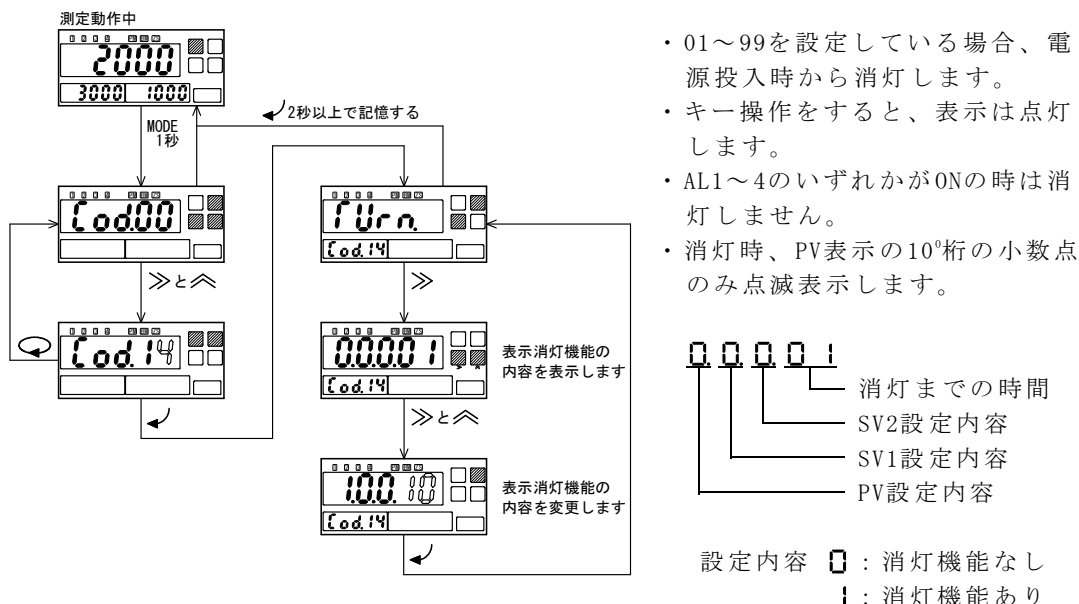 測定動作中
2000
3000 1000
MODE
1秒
2秒以上で記憶する
Cod.00
≫と︽
Cod.14
TUrn.
Cod.14
≫
0.0.0.01
Cod.14
表示消灯機能の
内容を表示します
≫と︽
1.0.0.10
Cod.14
表示消灯機能の
内容を変更します
・01～99を設定している場合、電
源投入時から消灯します。
・キー操作をすると、表示は点灯
します。
・AL1～4のいずれかがONの時は消
灯しません。
・消灯時、PV表示の10⁰桁の小数点
のみ点滅表示します。
0.0.0.01
消灯までの時間
SV2設定内容
SV1設定内容
PV設定内容
設定内容 0：消灯機能なし
1：消灯機能あり